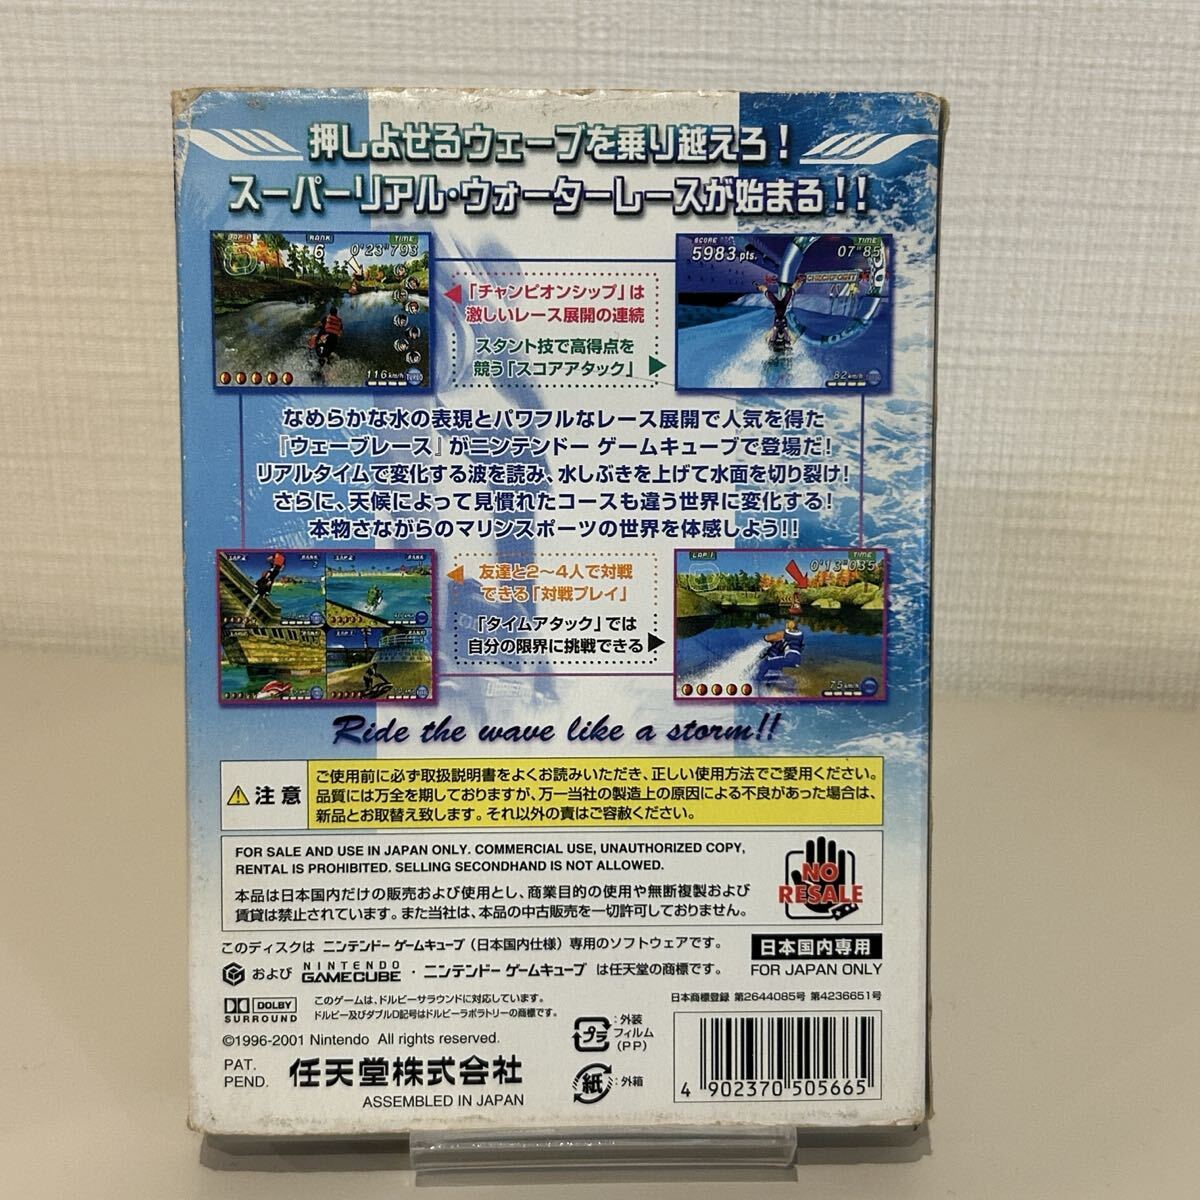 押しよせるウェーブを乗り越えろ!
スーパーリアル・ウォーターレースが始まる!!
LAP 1
RANK
6
TIME
0'23"793
116km/h
TURBO
「チャンピオンシップ」は
激しいレース展開の連続
スタント技で高得点を
競う「スコアアタック」
SCORE
5983 pts.
TIME
07"85
CHECKPOINT
82km/h
なめらかな水の表現とパワフルなレース展開で人気を得た
『ウェーブレース』がニンテンドー ゲームキューブで登場だ!
リアルタイムで変化する波を読み、水しぶきを上げて水面を切り裂け!
さらに、天候によって見慣れたコースも違う世界に変化する!
本物さながらのマリンスポーツの世界を体感しよう!!
LAP 2
RANK
2
LAP 2
RANK
友達と2〜4人で対戦
できる「対戦プレイ」
「タイムアタック」では
自分の限界に挑戦できる
LAP 1
TIME
0'13"035
75km/h
Ride the wave like a storm!!
注意
ご使用前に必ず取扱説明書をよくお読みいただき、正しい使用方法でご愛用ください。
品質には万全を期しておりますが、万一当社の製造上の原因による不良があった場合は、
新品とお取替え致します。それ以外の責はご容赦ください。
FOR SALE AND USE IN JAPAN ONLY. COMMERCIAL USE, UNAUTHORIZED COPY,
RENTAL IS PROHIBITED. SELLING SECONDHAND IS NOT ALLOWED.
本品は日本国内だけの販売および使用とし、商業目的の使用や無断複製および
賃貸は禁止されています。また当社は、本品の中古販売を一切許可しておりません。
NO
RESALE
このディスクは ニンテンドー ゲームキューブ(日本国内仕様)専用のソフトウェアです。
および NINTENDO GAMECUBE・ニンテンドー ゲームキューブ は任天堂の商標です。
日本国内専用
FOR JAPAN ONLY
DOLBY
SURROUND
このゲームは、ドルビーサラウンドに対応しています。
ドルビー及びダブルD記号はドルビーラボラトリーの商標です。
日本商標登録 第2644085号 第4236651号
©1996-2001 Nintendo All rights reserved.
PAT.
PEND.
任天堂株式会社
ASSEMBLED IN JAPAN
プラ
:外装
フィルム
(PP)
紙
:外箱
4 902370 505665